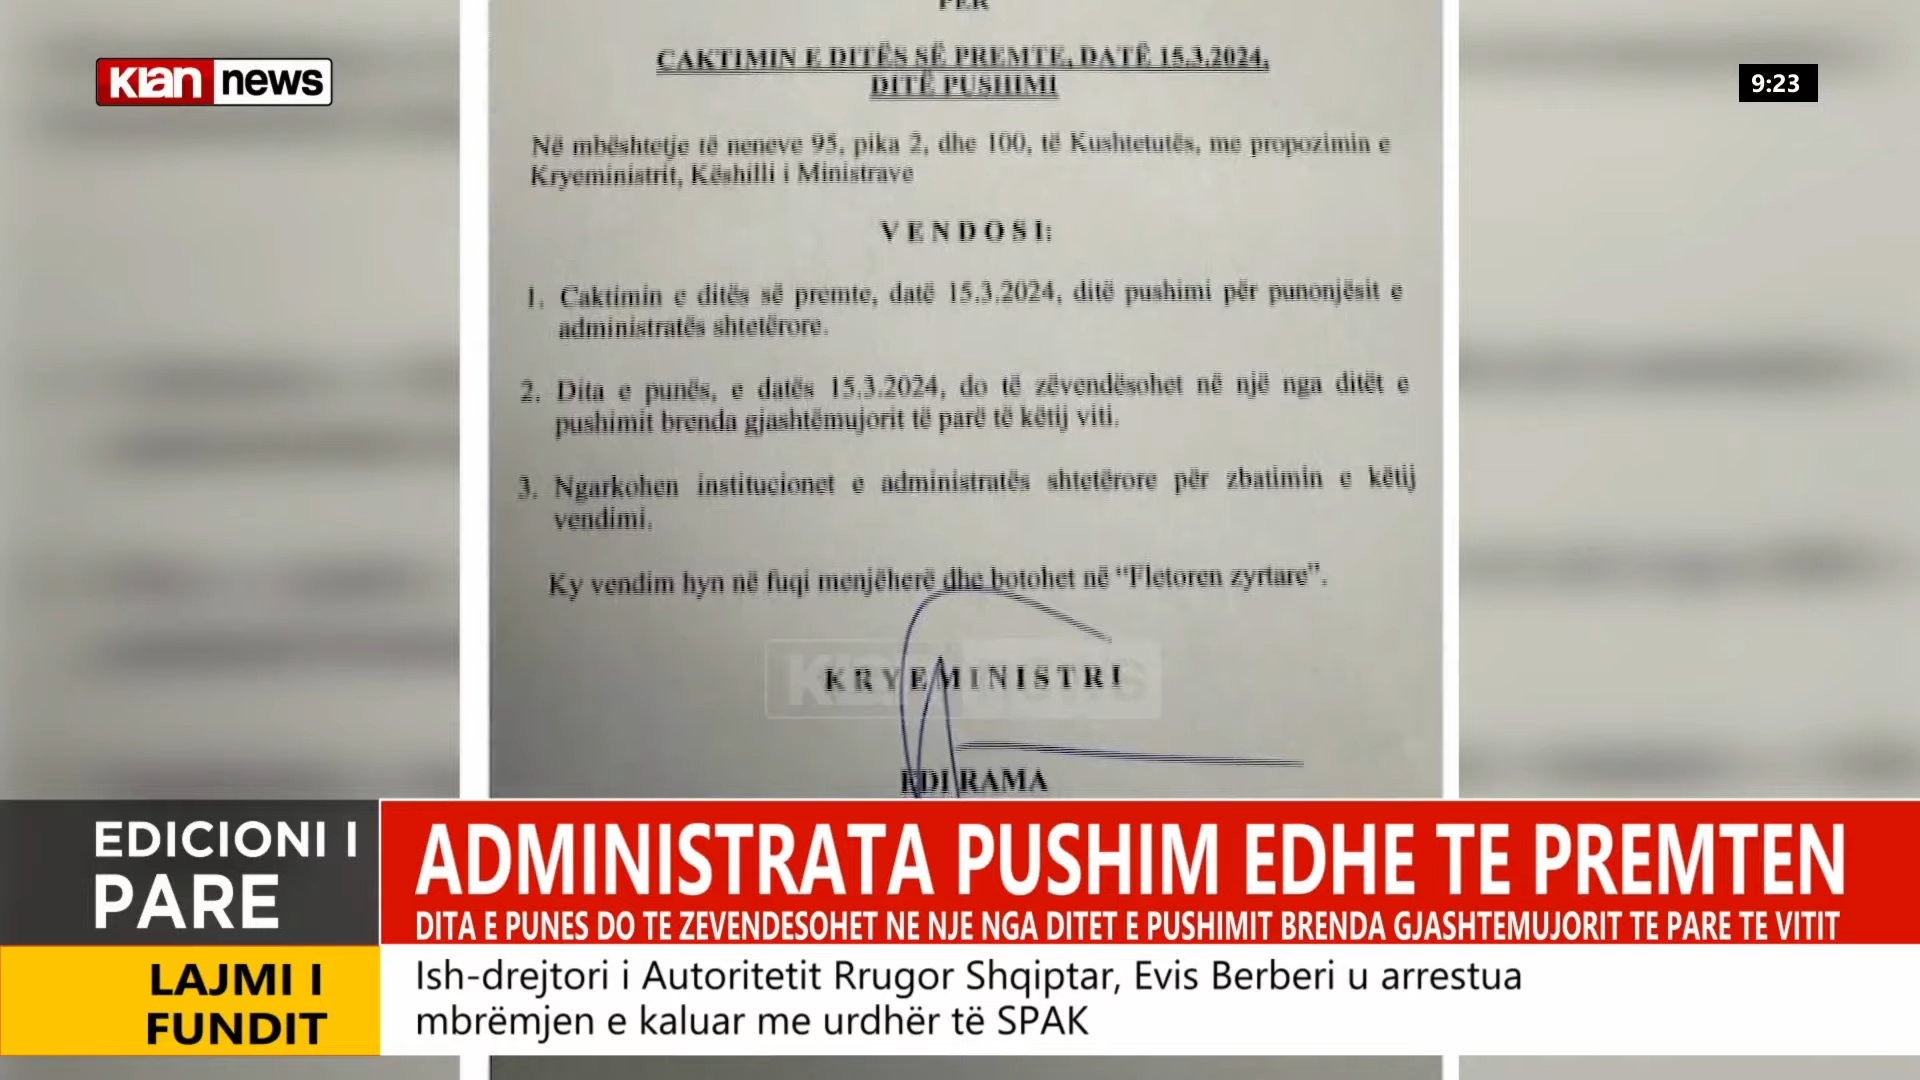 PËR
CAKTIMIN E DITËS SË PREMTE, DATË 15.3.2024,
DITË PUSHIMI
Klan news
9:23
Në mbështetje të neneve 95, pika 2, dhe 100, të Kushtetutës, me propozimin e
Kryeministrit, Këshilli i Ministrave
VENDOSI:
1. Caktimin e ditës së premte, datë 15.3.2024, ditë pushimi për punonjësit e
administratës shtetërore.
2. Dita e punës, e datës 15.3.2024, do të zëvendësohet në një nga ditët e
pushimit brenda gjashtëmujorit të parë të këtij viti.
3. Ngarkohen institucionet e administratës shtetërore për zbatimin e këtij
vendimi.
Ky vendim hyn në fuqi menjëherë dhe botohet në “Fletoren zyrtare”.
KRYEMINISTRI
Klan news
EDI RAMA
EDICIONI I
PARE
ADMINISTRATA PUSHIM EDHE TE PREMTEN
DITA E PUNES DO TE ZEVENDESOHET NE NJE NGA DITET E PUSHIMIT BRENDA GJASHTEMUJORIT TE PARE TE VITIT
LAJMI I
FUNDIT
Ish-drejtori i Autoritetit Rrugor Shqiptar, Evis Berberi u arrestua
mbrëmjen e kaluar me urdhër të SPAK